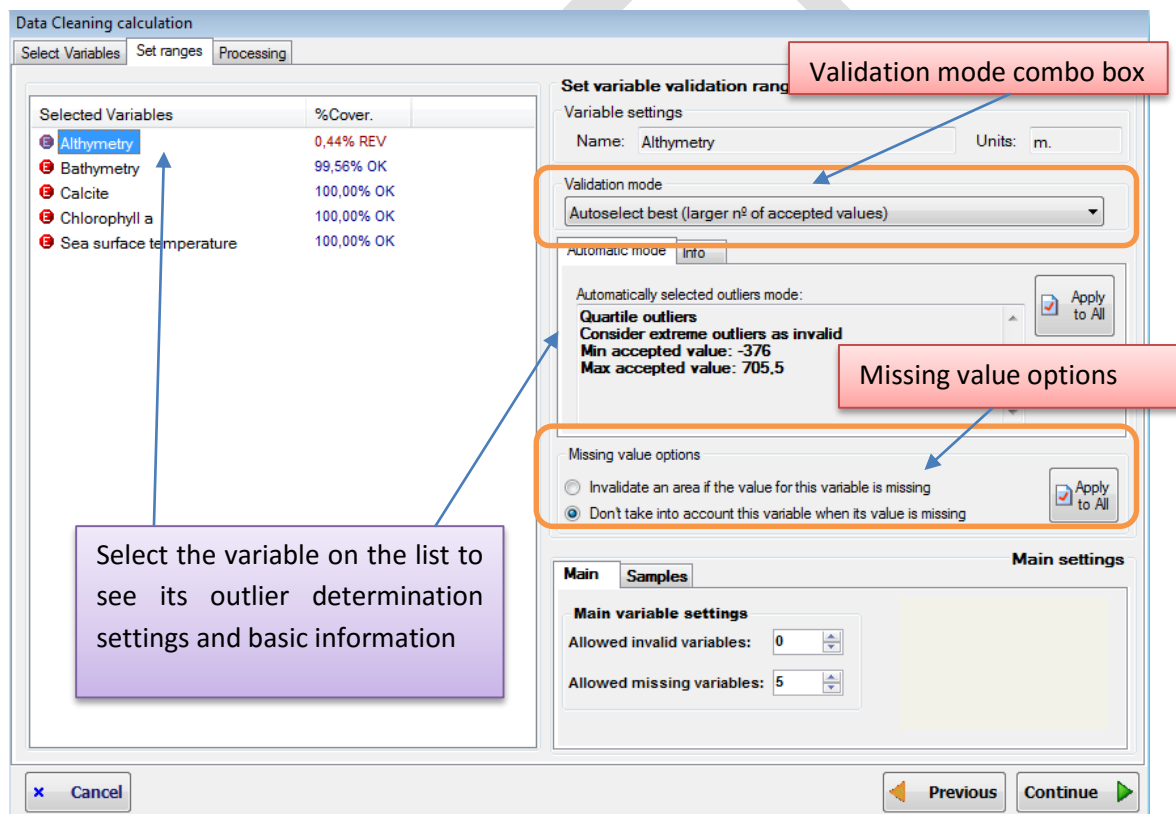 Data Cleaning calculation
Select Variables Set ranges Processing
Validation mode combo box
Set variable validation rang
Selected Variables %Cover.
Althymetry 0,44% REV
Bathymetry 99,56% OK
Calcite 100,00% OK
Chlorophyll a 100,00% OK
Sea surface temperature 100,00% OK
Variable settings
Name: Althymetry Units: m.
Validation mode
Autoselect best (larger nº of accepted values)
Automatic mode Info
Automatically selected outliers mode:
Quartile outliers
Consider extreme outliers as invalid
Min accepted value: -376
Max accepted value: 705,5
Apply
to All
Missing value options
Missing value options
Invalidate an area if the value for this variable is missing
Don't take into account this variable when its value is missing
Apply
to All
Select the variable on the list to
see its outlier determination
settings and basic information
Main settings
Main Samples
Main variable settings
Allowed invalid variables: 0
Allowed missing variables: 5
Cancel Previous Continue